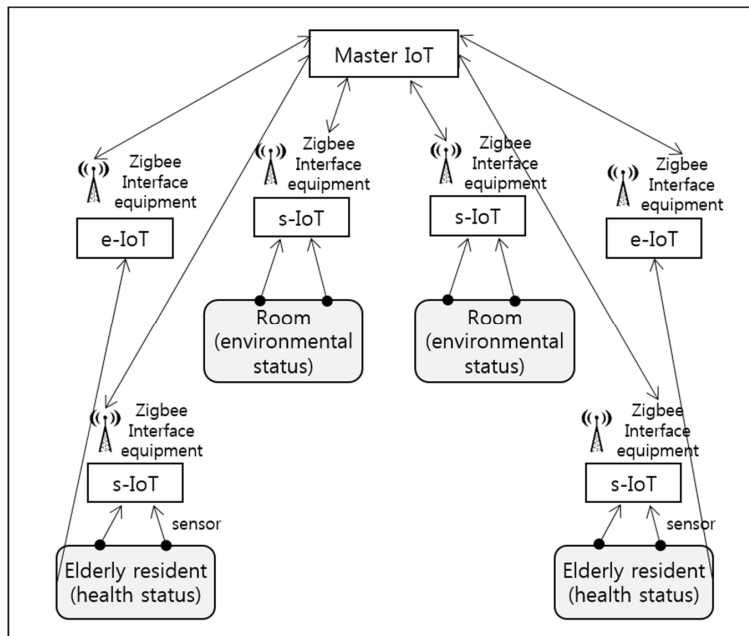 Master IoT
Zigbee
Interface
equipment
e-IoT
Zigbee
Interface
equipment
s-IoT
Zigbee
Interface
equipment
s-IoT
Zigbee
Interface
equipment
e-IoT
Room
(environmental
status)
Room
(environmental
status)
Zigbee
Interface
equipment
s-IoT
sensor
Elderly resident
(health status)
Zigbee
Interface
equipment
s-IoT
sensor
Elderly resident
(health status)